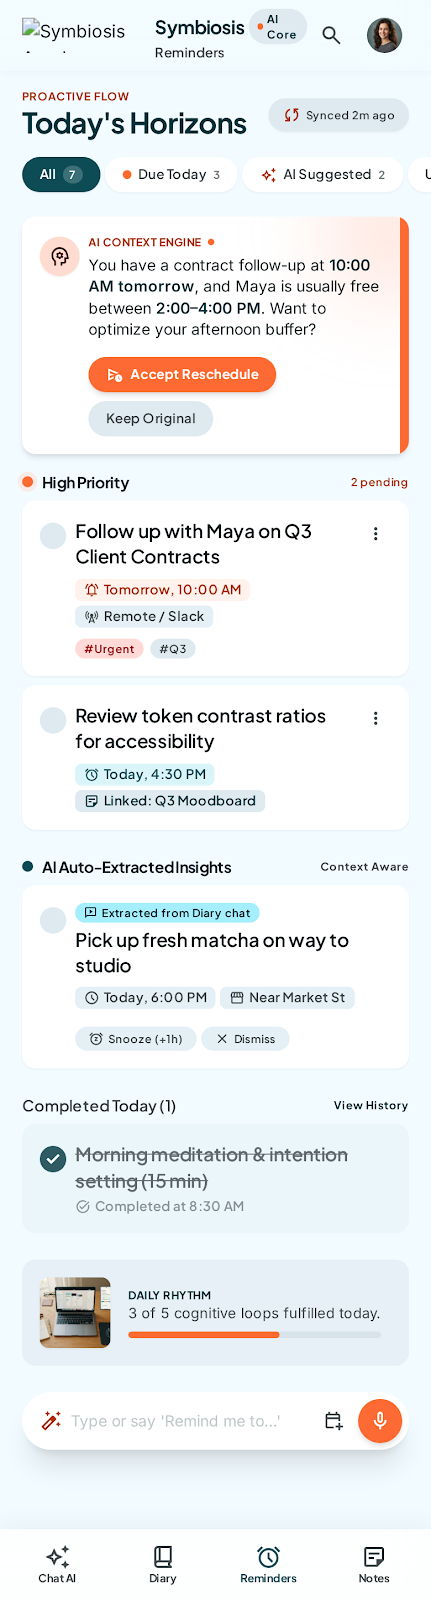 Symbiosis
Symbiosis
AI
Core
Reminders
PROACTIVE FLOW
Today's Horizons
Synced 2m ago
All 7
Due Today 3
AI Suggested 2
AI CONTEXT ENGINE
You have a contract follow-up at 10:00
AM tomorrow, and Maya is usually free
between 2:00–4:00 PM. Want to
optimize your afternoon buffer?
Accept Reschedule
Keep Original
High Priority
2 pending
Follow up with Maya on Q3
Client Contracts
Tomorrow, 10:00 AM
Remote / Slack
#Urgent #Q3
Review token contrast ratios
for accessibility
Today, 4:30 PM
Linked: Q3 Moodboard
AI Auto-Extracted Insights
Context Aware
Extracted from Diary chat
Pick up fresh matcha on way to
studio
Today, 6:00 PM
Near Market St
Snooze (+1h)
Dismiss
Completed Today (1)
View History
Morning meditation & intention
setting (15 min)
Completed at 8:30 AM
DAILY RHYTHM
3 of 5 cognitive loops fulfilled today.
Type or say 'Remind me to...'
Chat AI
Diary
Reminders
Notes